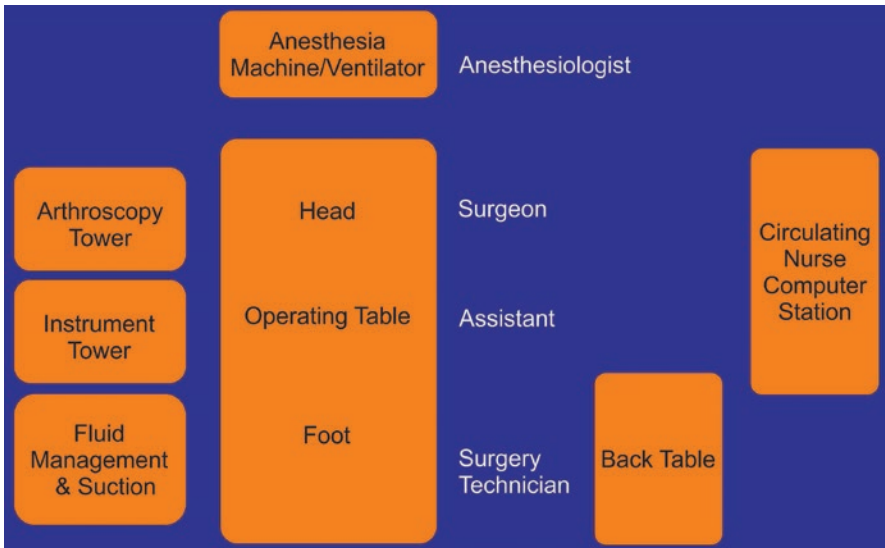 Anesthesia
Machine/Ventilator
Anesthesiologist
Arthroscopy
Tower
Head
Surgeon
Circulating
Nurse
Computer
Station
Instrument
Tower
Operating Table
Assistant
Fluid
Management
& Suction
Foot
Surgery
Technician
Back Table